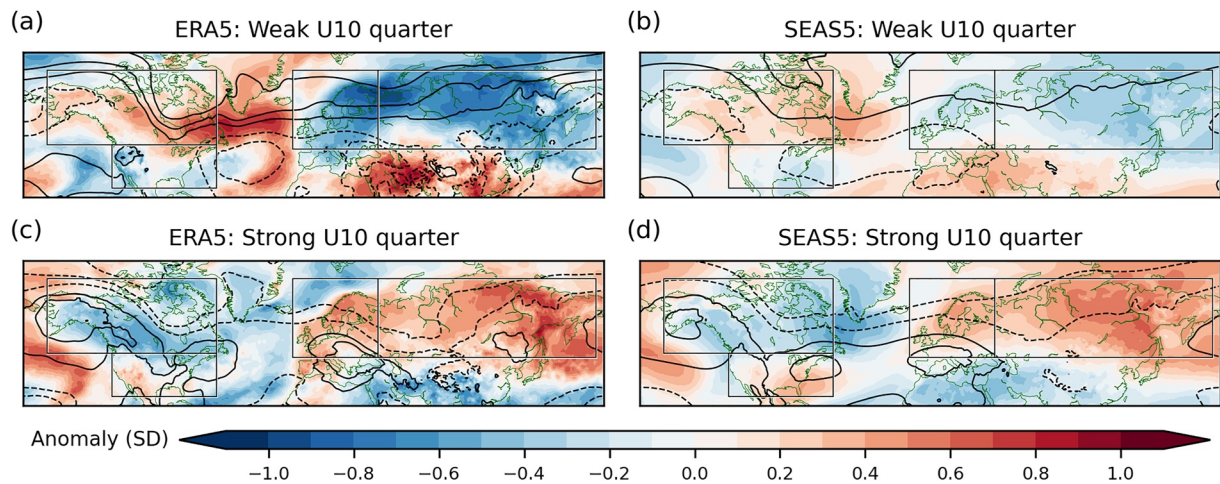 (a)
ERA5: Weak U10 quarter
(b)
SEAS5: Weak U10 quarter
(c)
ERA5: Strong U10 quarter
(d)
SEAS5: Strong U10 quarter
Anomaly (SD)
−1.0 −0.8 −0.6 −0.4 −0.2 0.0 0.2 0.4 0.6 0.8 1.0